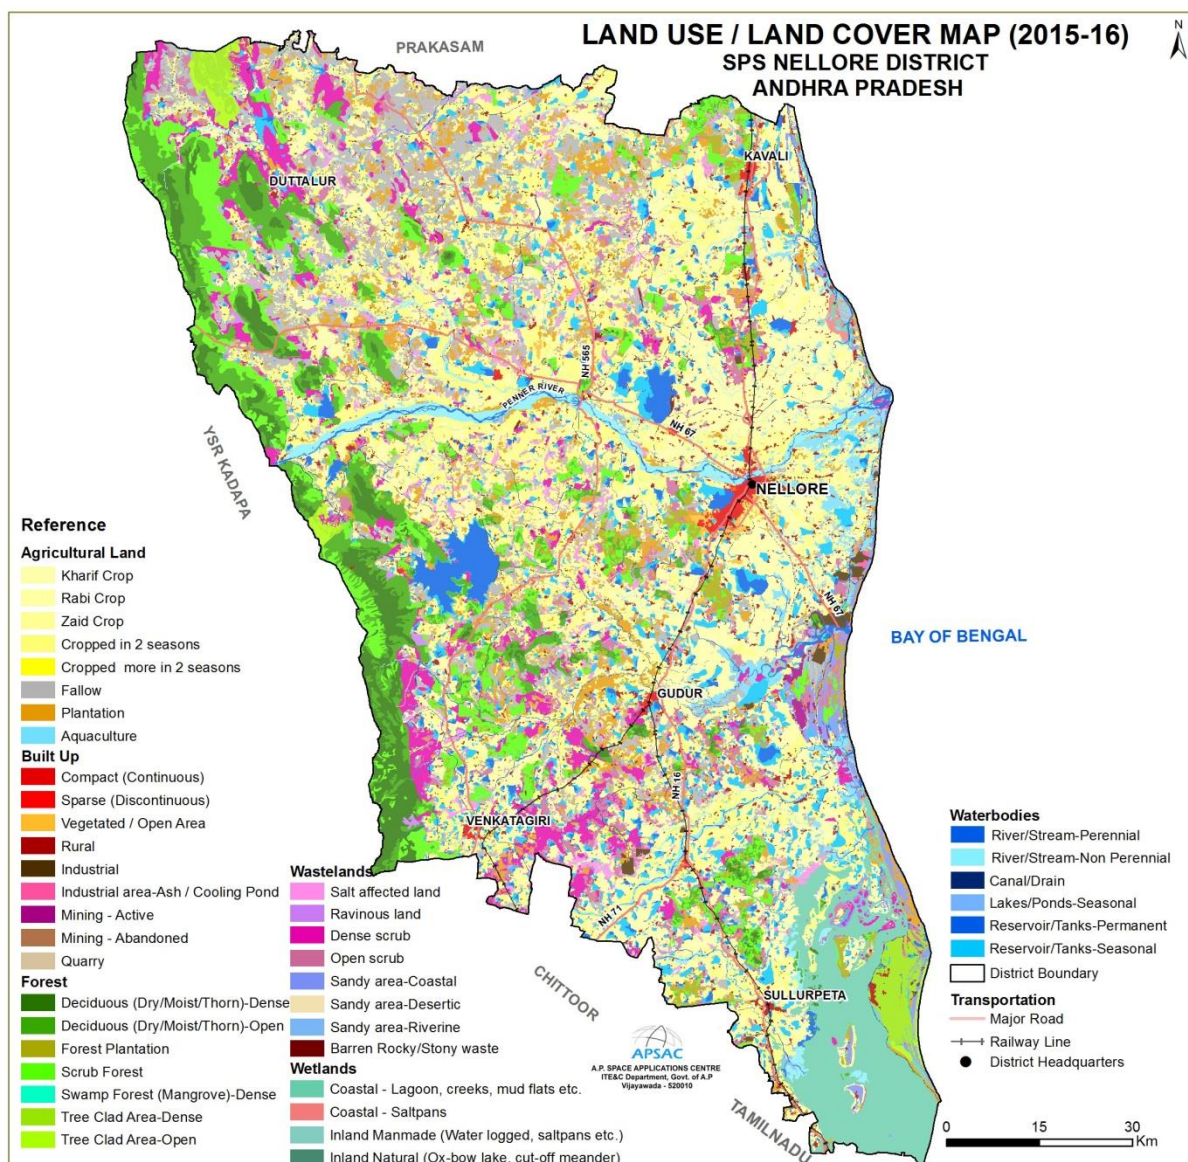 LAND USE / LAND COVER MAP (2015-16)
SPS NELLORE DISTRICT
ANDHRA PRADESH
N
PRAKASAM
KAVALI
DUTTALUR
NH 565
PENNER RIVER
NH 67
YSR KADAPA
NELLORE
NH 67
BAY OF BENGAL
GUDUR
NH 16
VENKATAGIRI
NH 71
CHITTOOR
SULLURPETA
TAMILNADU
Reference
Agricultural Land
Kharif Crop
Rabi Crop
Zaid Crop
Cropped in 2 seasons
Cropped more in 2 seasons
Fallow
Plantation
Aquaculture
Built Up
Compact (Continuous)
Sparse (Discontinuous)
Vegetated / Open Area
Rural
Industrial
Industrial area-Ash / Cooling Pond
Mining - Active
Mining - Abandoned
Quarry
Forest
Deciduous (Dry/Moist/Thorn)-Dense
Deciduous (Dry/Moist/Thorn)-Open
Forest Plantation
Scrub Forest
Swamp Forest (Mangrove)-Dense
Tree Clad Area-Dense
Tree Clad Area-Open
Wastelands
Salt affected land
Ravinous land
Dense scrub
Open scrub
Sandy area-Coastal
Sandy area-Desertic
Sandy area-Riverine
Barren Rocky/Stony waste
Wetlands
Coastal - Lagoon, creeks, mud flats etc.
Coastal - Saltpans
Inland Manmade (Water logged, saltpans etc.)
Inland Natural (Ox-bow lake, cut-off meander)
APSAC
A.P. SPACE APPLICATIONS CENTRE
ITE&C Department, Govt. of A.P
Vijayawada - 520010
Waterbodies
River/Stream-Perennial
River/Stream-Non Perennial
Canal/Drain
Lakes/Ponds-Seasonal
Reservoir/Tanks-Permanent
Reservoir/Tanks-Seasonal
District Boundary
Transportation
Major Road
Railway Line
District Headquarters
0 15 30
Km